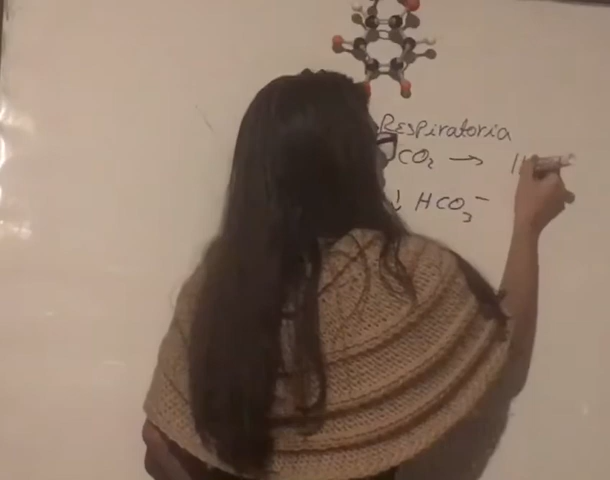 Respiratoria
CO₂ → H
↓ HCO₃⁻